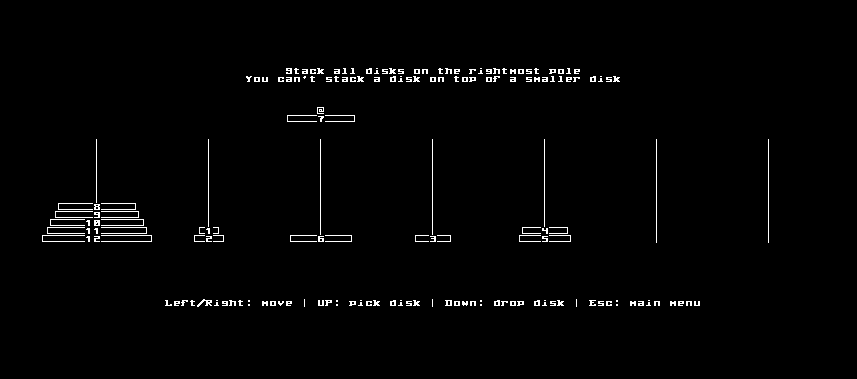 Stack all disks on the rightmost pole
You can't stack a disk on top of a smaller disk
@
7
8
9
10
11 1 4
12 2 6 3 5
Left/Right: move | UP: pick disk | Down: drop disk | Esc: main menu